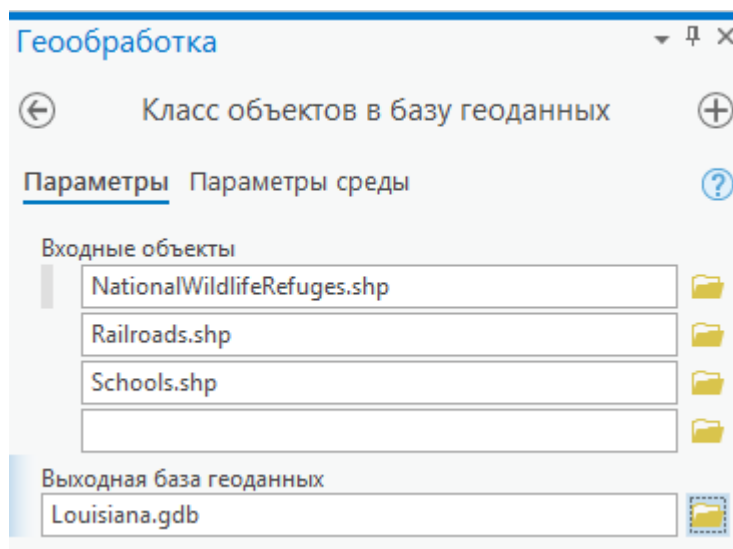 Геообработка
Класс объектов в базу геоданных
Параметры Параметры среды
Входные объекты
NationalWildlifeRefuges.shp
Railroads.shp
Schools.shp
Выходная база геоданных
Louisiana.gdb